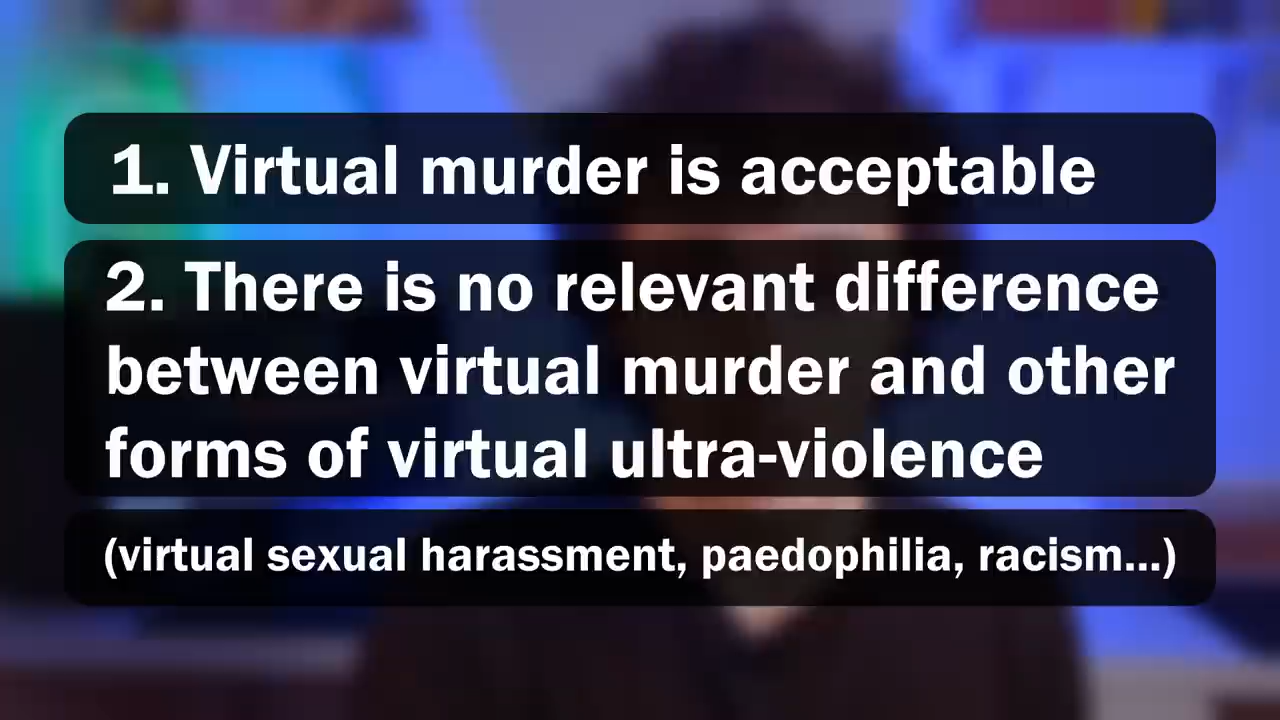 1. Virtual murder is acceptable
2. There is no relevant difference
between virtual murder and other
forms of virtual ultra-violence
(virtual sexual harassment, paedophilia, racism...)